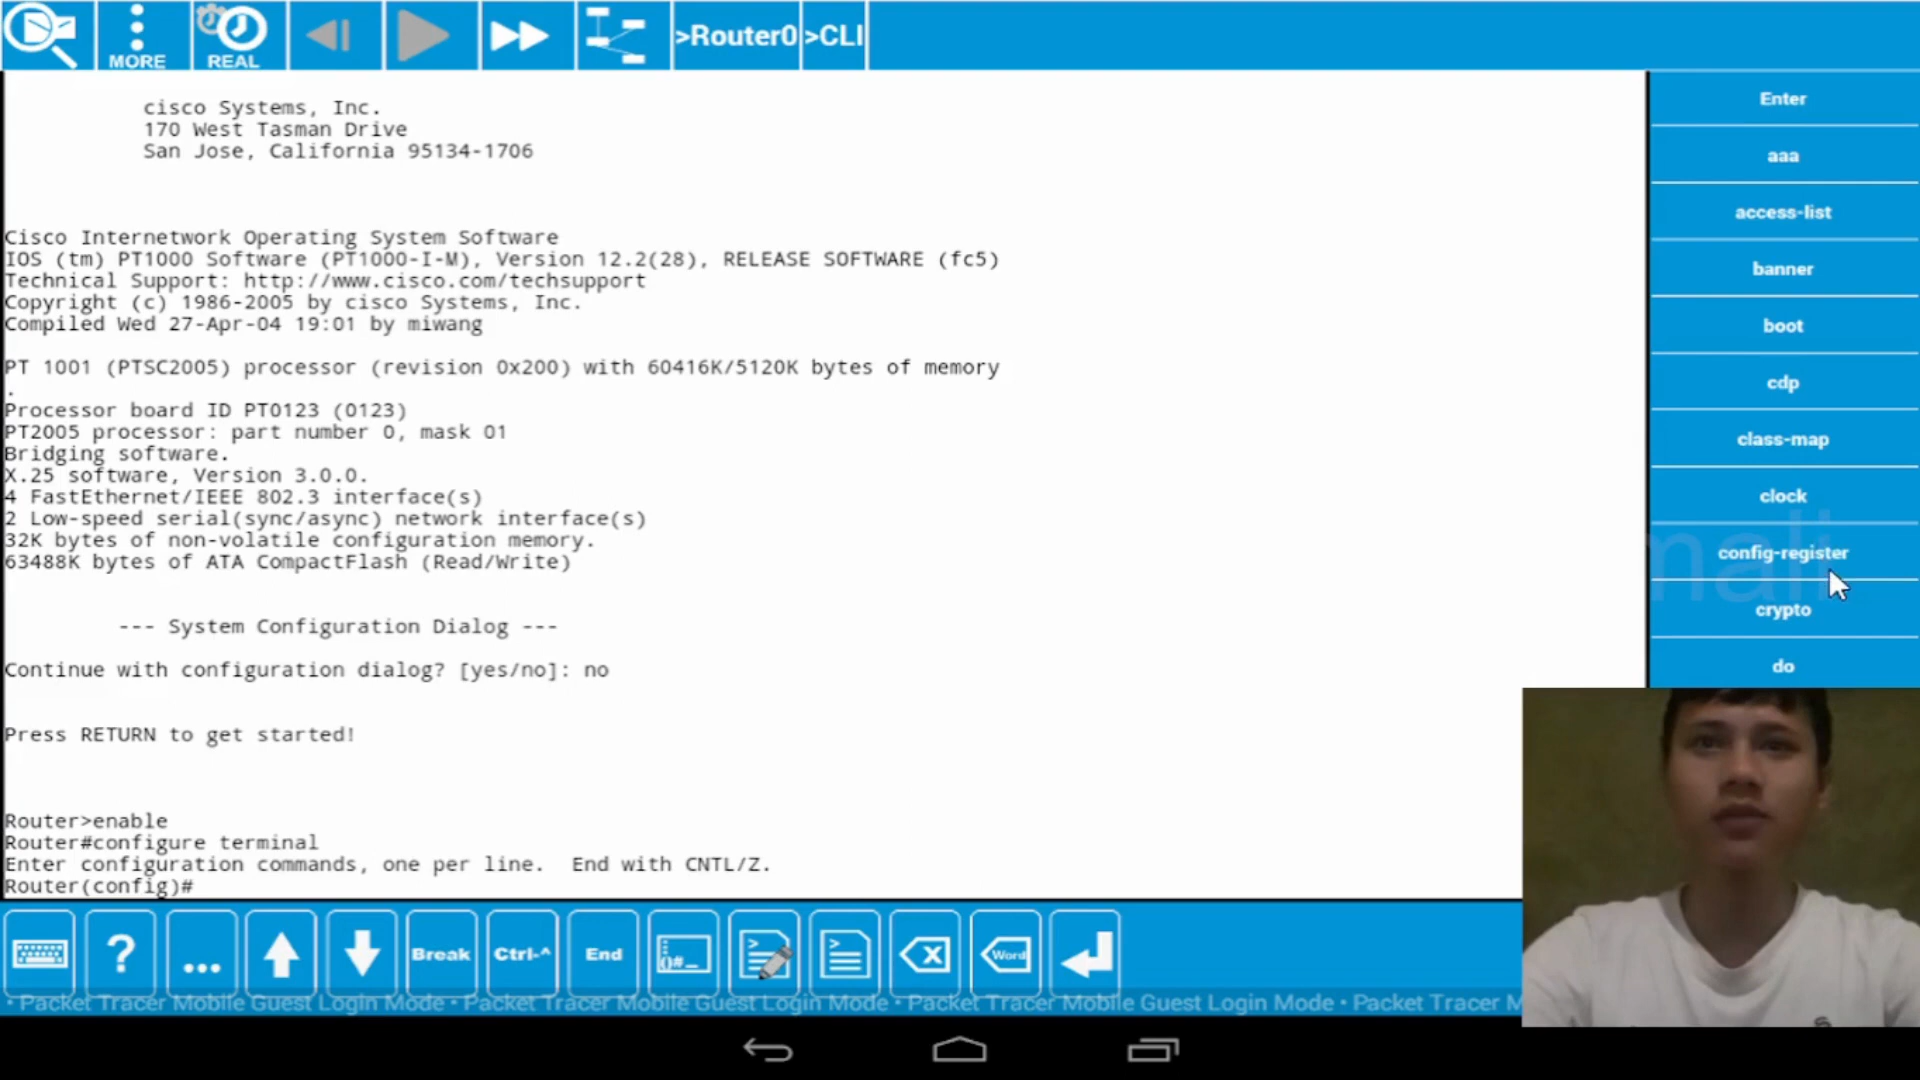 MORE
REAL
>Router0
>CLI
cisco Systems, Inc.
170 West Tasman Drive
San Jose, California 95134-1706
Cisco Internetwork Operating System Software
IOS (tm) PT1000 Software (PT1000-I-M), Version 12.2(28), RELEASE SOFTWARE (fc5)
Technical Support: http://www.cisco.com/techsupport
Copyright (c) 1986-2005 by cisco Systems, Inc.
Compiled Wed 27-Apr-04 19:01 by miwang
PT 1001 (PTSC2005) processor (revision 0x200) with 60416K/5120K bytes of memory
.
Processor board ID PT0123 (0123)
PT2005 processor: part number 0, mask 01
Bridging software.
X.25 software, Version 3.0.0.
4 FastEthernet/IEEE 802.3 interface(s)
2 Low-speed serial(sync/async) network interface(s)
32K bytes of non-volatile configuration memory.
63488K bytes of ATA CompactFlash (Read/Write)
--- System Configuration Dialog ---
Continue with configuration dialog? [yes/no]: no
Press RETURN to get started!
Router>enable
Router#configure terminal
Enter configuration commands, one per line.  End with CNTL/Z.
Router(config)#
Enter
aaa
access-list
banner
boot
cdp
class-map
clock
config-register
crypto
do
?
...
Break
Ctrl-^
End
()#_
Word
• Packet Tracer Mobile Guest Login Mode • Packet Tracer Mobile Guest Login Mode • Packet Tracer Mobile Guest Login Mode • Packet Tracer M